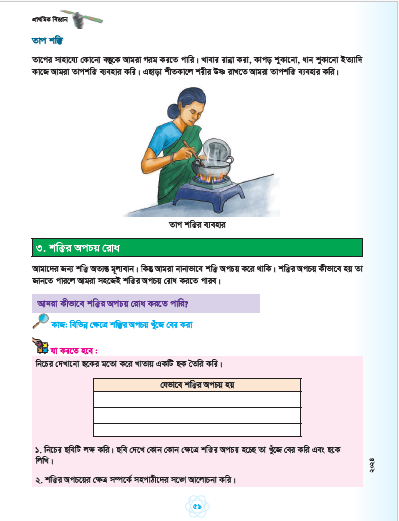 প্রাথমিক বিজ্ঞান
তাপ শক্তি
তাপের সাহায্যে কোনো বস্তুকে আমরা গরম করতে পারি। খাবার রান্না করা, কাপড় শুকানো, ধান শুকানো ইত্যাদি
কাজে আমরা তাপশক্তি ব্যবহার করি। এছাড়া শীতকালে শরীর উষ্ণ রাখতে আমরা তাপশক্তি ব্যবহার করি।
তাপ শক্তির ব্যবহার
৩. শক্তির অপচয় রোধ
আমাদের জন্য শক্তি অত্যন্ত মূল্যবান। কিন্তু আমরা নানাভাবে শক্তি অপচয় করে থাকি। শক্তির অপচয় কীভাবে হয় তা
জানতে পারলে আমরা সহজেই শক্তির অপচয় রোধ করতে পারব।
আমরা কীভাবে শক্তির অপচয় রোধ করতে পারি?
কাজ: বিভিন্ন ক্ষেত্রে শক্তির অপচয় খুঁজে বের করা
যা করতে হবে :
নিচের দেখানো ছকের মতো করে খাতায় একটি ছক তৈরি করি।
যেভাবে শক্তির অপচয় হয়
১. নিচের ছবিটি লক্ষ করি। ছবি দেখে কোন কোন ক্ষেত্রে শক্তির অপচয় হচ্ছে তা খুঁজে বের করি এবং ছকে
লিখি।
২. শক্তির অপচয়ের ক্ষেত্র সম্পর্কে সহপাঠীদের সঙ্গে আলোচনা করি।
২০২৪
৫৯